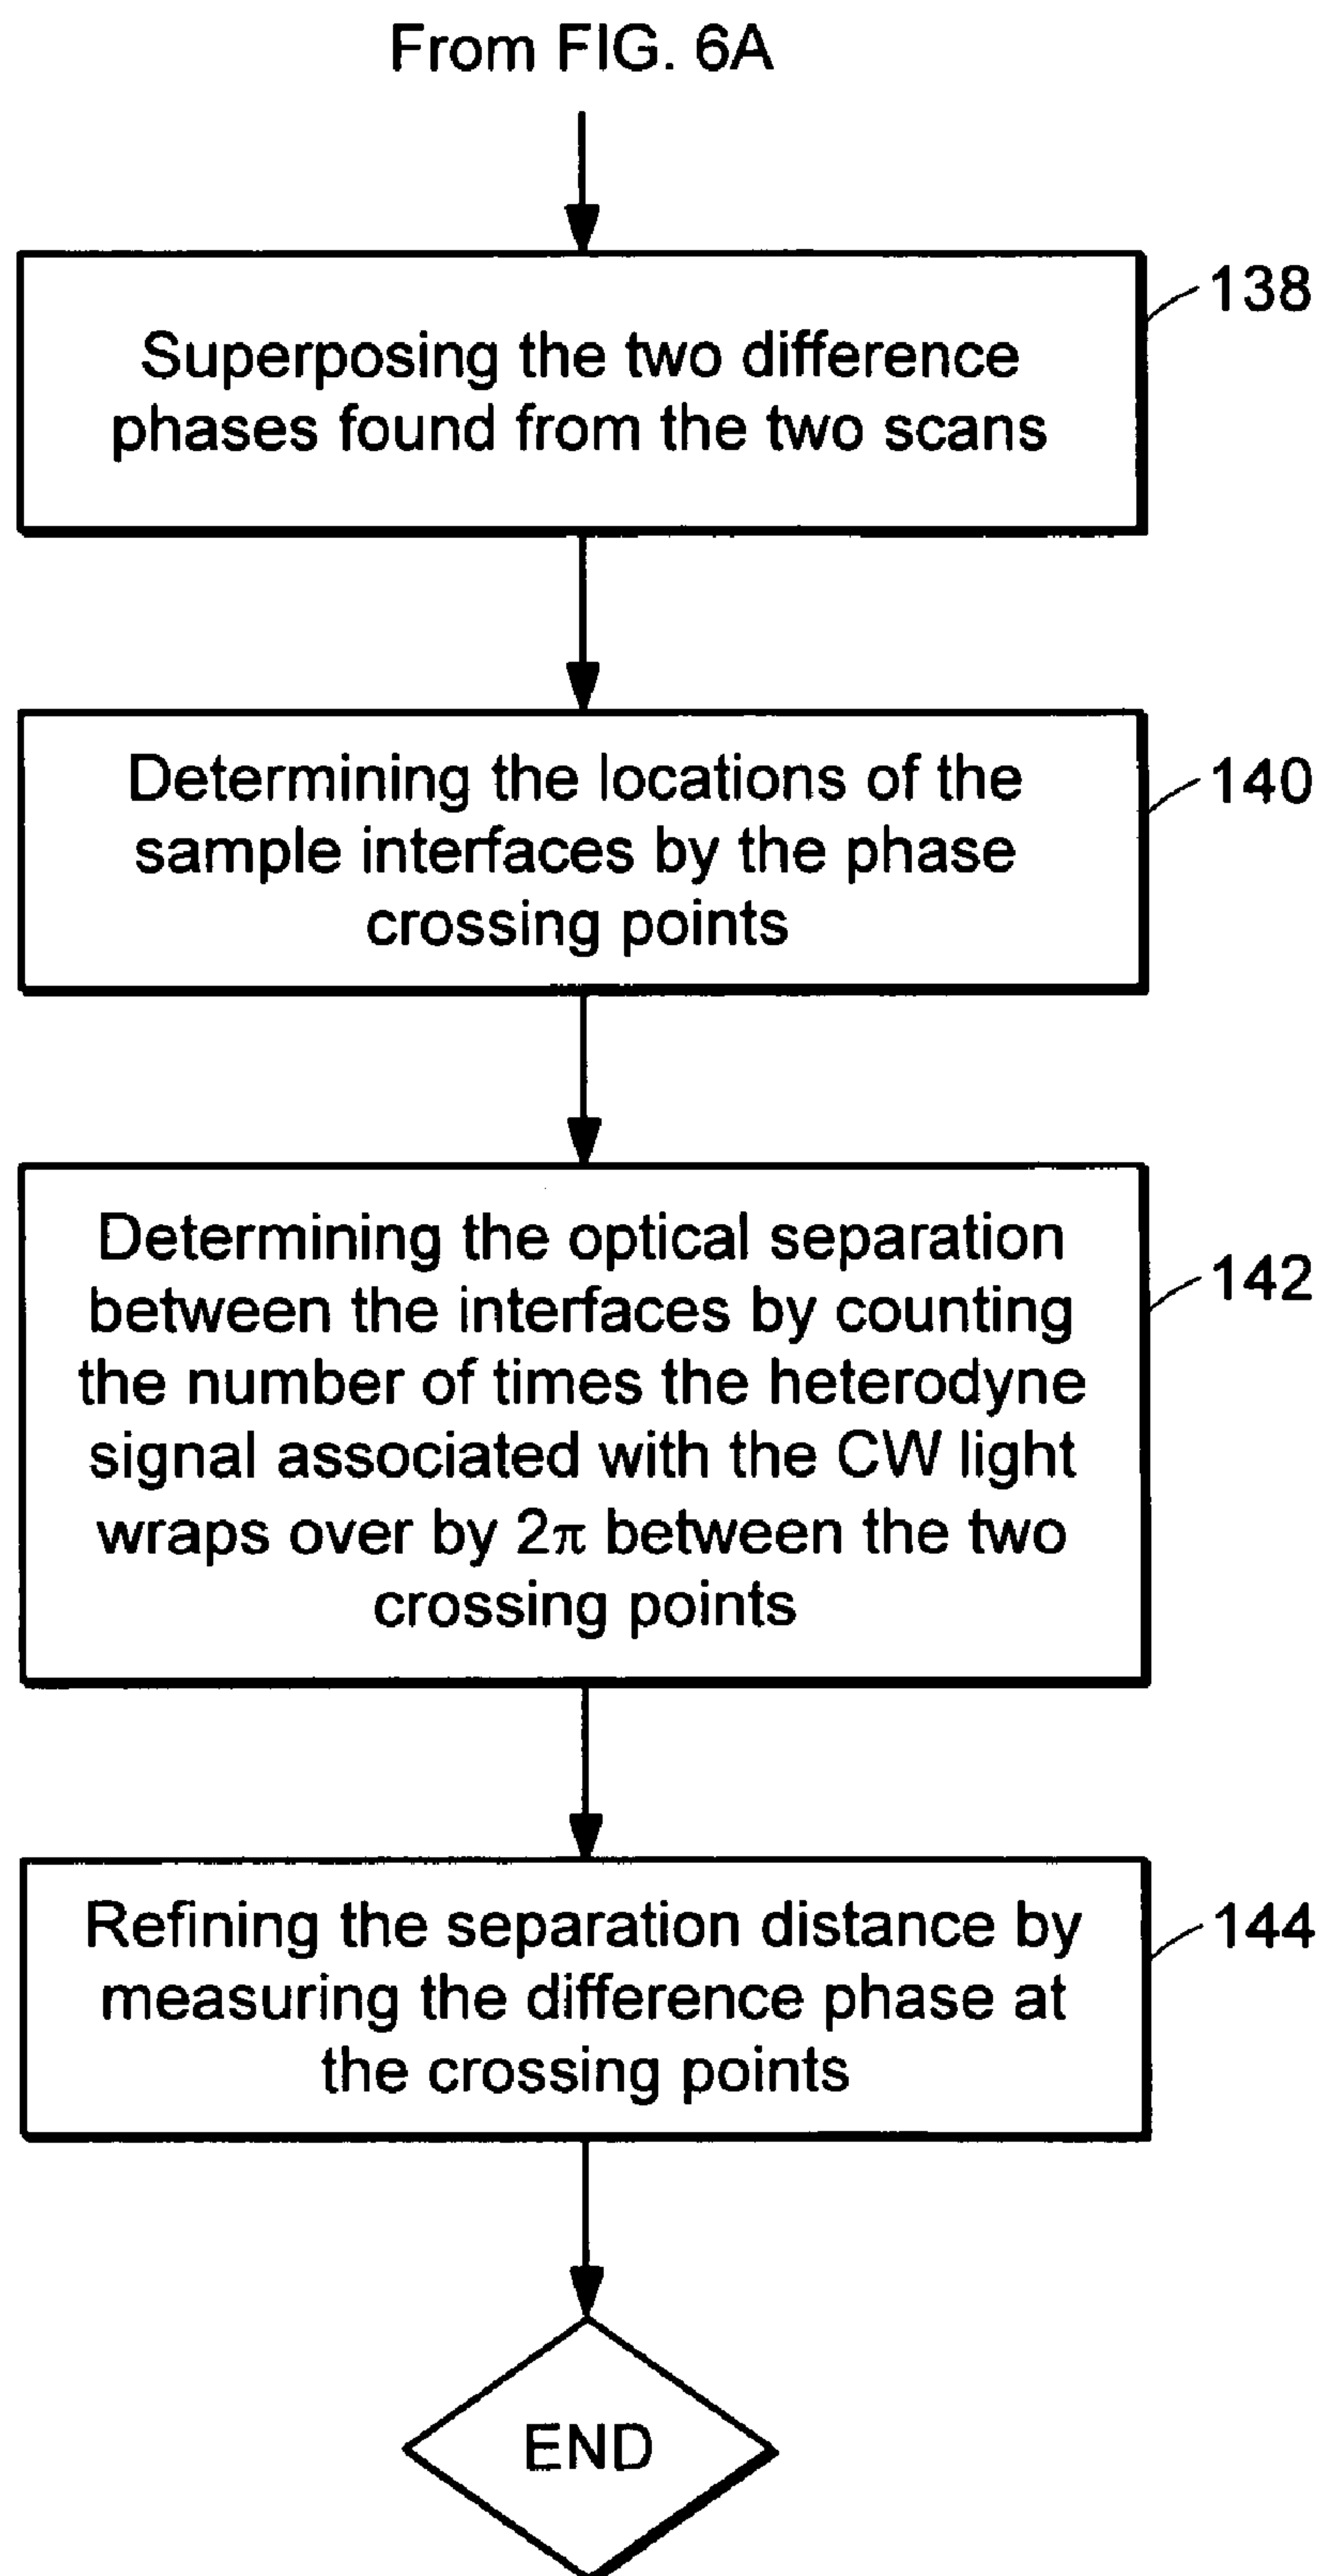 From FIG. 6A
138
Superposing the two difference
phases found from the two scans
140
Determining the locations of the
sample interfaces by the phase
crossing points
142
Determining the optical separation
between the interfaces by counting
the number of times the heterodyne
signal associated with the CW light
wraps over by 2π between the two
crossing points
144
Refining the separation distance by
measuring the difference phase at
the crossing points
END